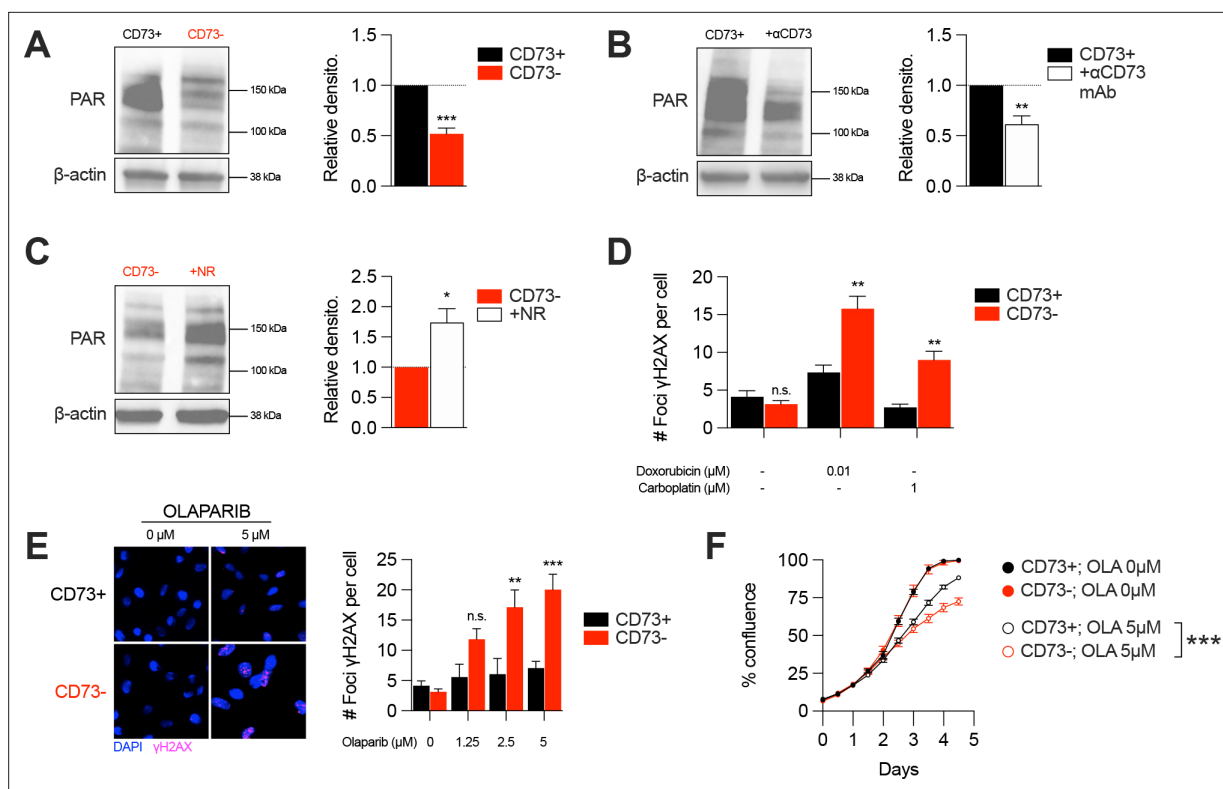 A
CD73+ CD73-
PAR
150 kDa
100 kDa
β-actin
38 kDa
Relative densito.
1.5
1.0
0.5
0.0
***
CD73+
CD73-
B
CD73+ +αCD73
PAR
150 kDa
100 kDa
β-actin
38 kDa
Relative densito.
1.5
1.0
0.5
0.0
**
CD73+
+αCD73
mAb
C
CD73- +NR
PAR
150 kDa
100 kDa
β-actin
38 kDa
Relative densito.
2.5
2.0
1.5
1.0
0.5
0.0
*
CD73-
+NR
D
# Foci γH2AX per cell
20
15
10
5
0
n.s.
**
**
CD73+
CD73-
Doxorubicin (µM) - 0.01 -
Carboplatin (µM) - - 1
E
OLAPARIB
0 µM 5 µM
CD73+
CD73-
DAPI γH2AX
# Foci γH2AX per cell
25
20
15
10
5
0
n.s.
**
***
CD73+
CD73-
Olaparib (µM) 0 1.25 2.5 5
F
% confluence
100
75
50
25
0
0 1 2 3 4 5
Days
CD73+; OLA 0µM
CD73-; OLA 0µM
CD73+; OLA 5µM
CD73-; OLA 5µM
***